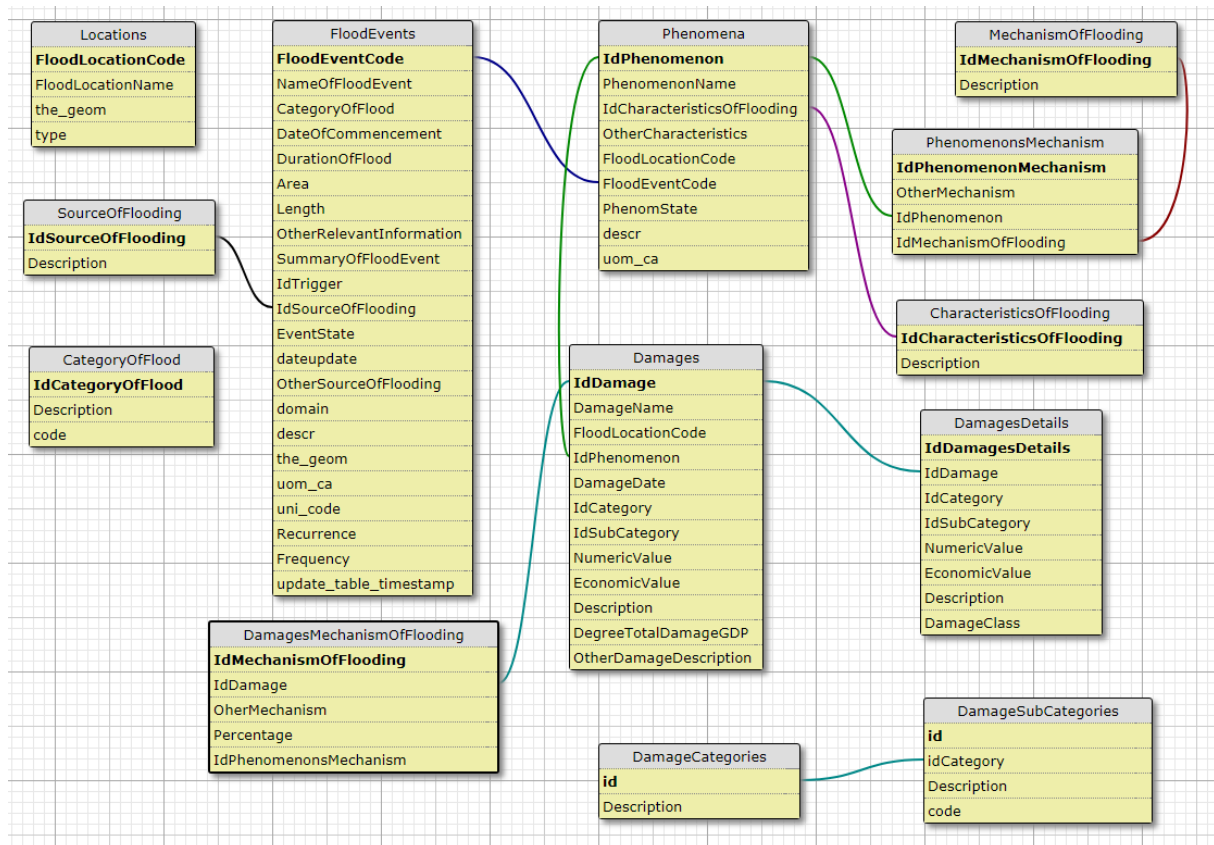 Locations
FloodLocationCode
FloodLocationName
the_geom
type
FloodEvents
FloodEventCode
NameOfFloodEvent
CategoryOfFlood
DateOfCommencement
DurationOfFlood
Area
Length
OtherRelevantInformation
SummaryOfFloodEvent
IdTrigger
IdSourceOfFlooding
EventState
dateupdate
OtherSourceOfFlooding
domain
descr
the_geom
uom_ca
uni_code
Recurrence
Frequency
update_table_timestamp
Phenomena
IdPhenomenon
PhenomenonName
IdCharacteristicsOfFlooding
OtherCharacteristics
FloodLocationCode
FloodEventCode
PhenomState
descr
uom_ca
MechanismOfFlooding
IdMechanismOfFlooding
Description
PhenomenonsMechanism
IdPhenomenonMechanism
OtherMechanism
IdPhenomenon
IdMechanismOfFlooding
SourceOfFlooding
IdSourceOfFlooding
Description
CharacteristicsOfFlooding
IdCharacteristicsOfFlooding
Description
CategoryOfFlood
IdCategoryOfFlood
Description
code
Damages
IdDamage
DamageName
FloodLocationCode
IdPhenomenon
DamageDate
IdCategory
IdSubCategory
NumericValue
EconomicValue
Description
DegreeTotalDamageGDP
OtherDamageDescription
DamagesDetails
IdDamagesDetails
IdDamage
IdCategory
IdSubCategory
NumericValue
EconomicValue
Description
DamageClass
DamagesMechanismOfFlooding
IdMechanismOfFlooding
IdDamage
OherMechanism
Percentage
IdPhenomenonsMechanism
DamageCategories
id
Description
DamageSubCategories
id
idCategory
Description
code